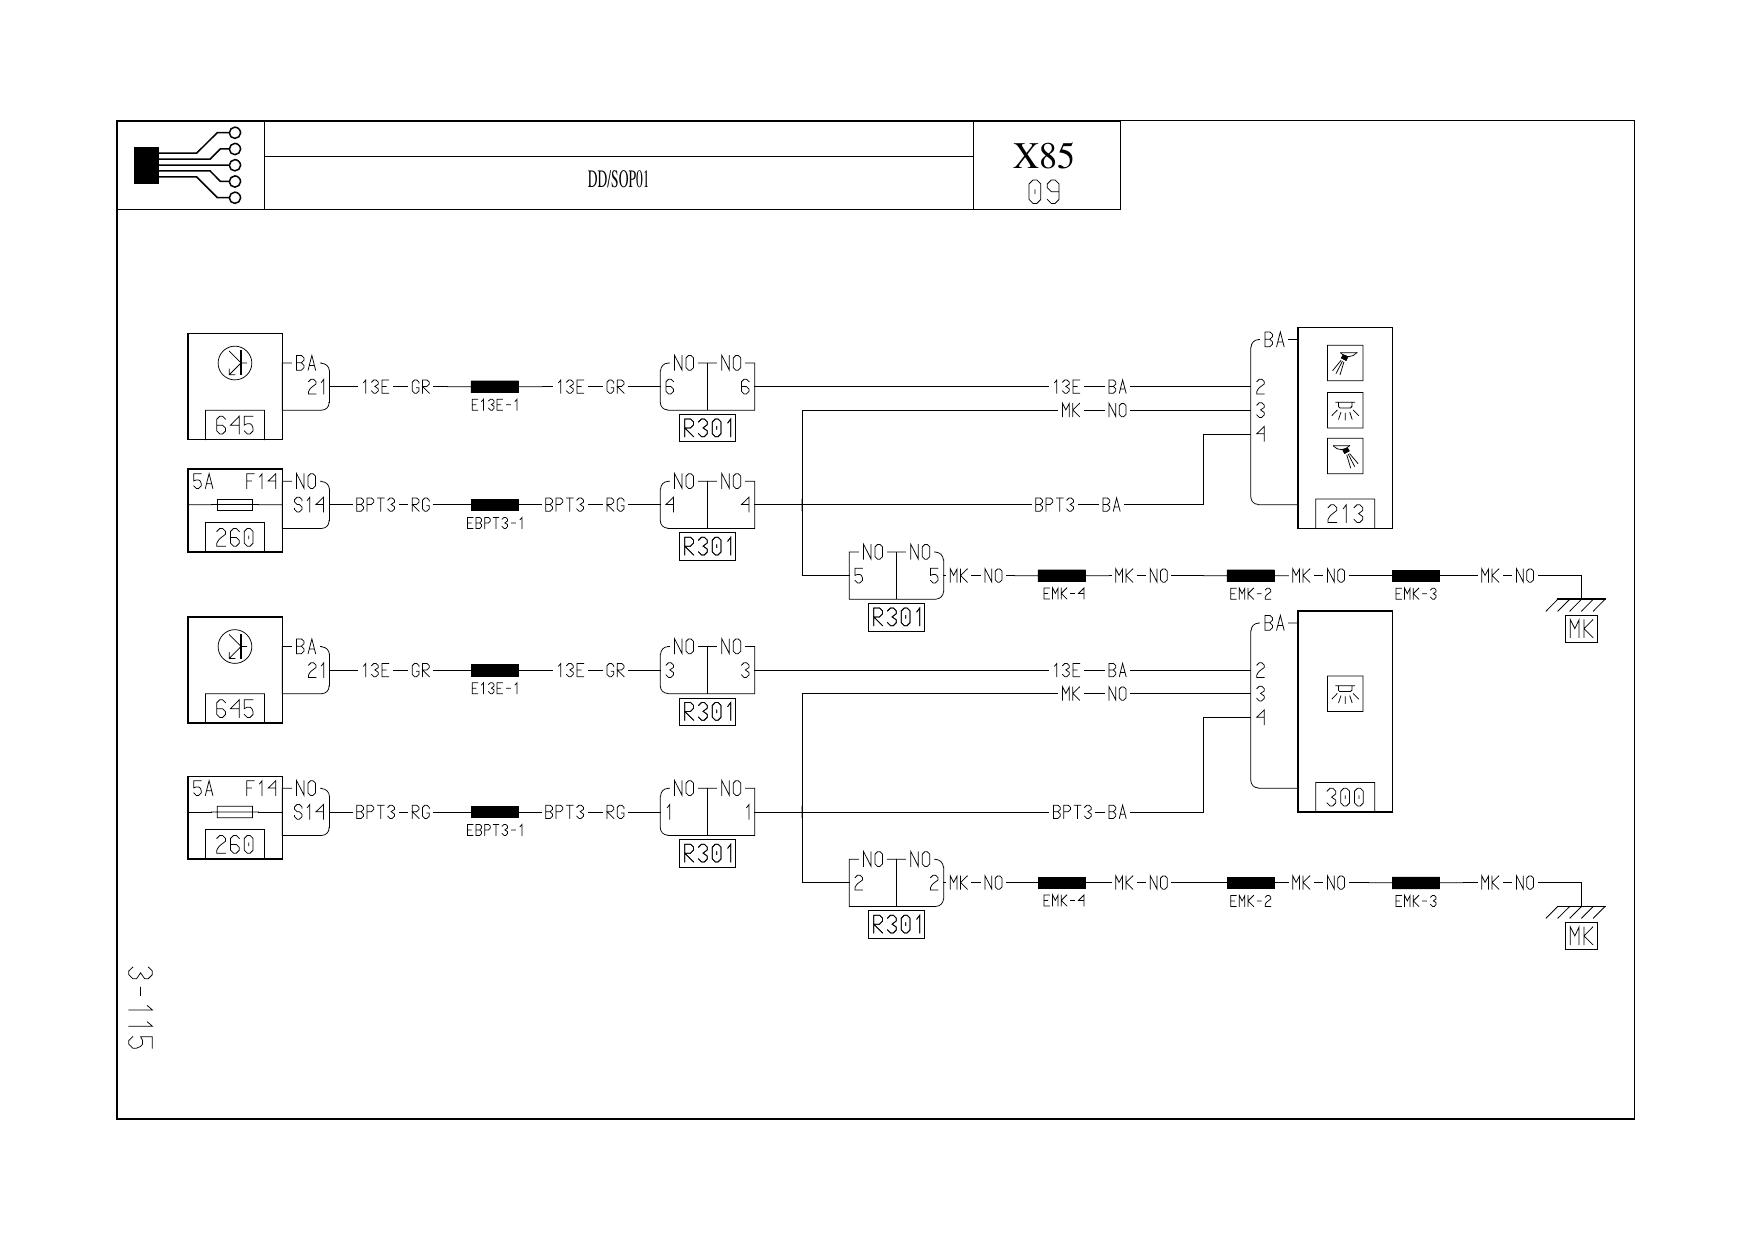 DD/SOP01
X85
09
BA
21 13E-GR E13E-1 13E-GR
645
NO NO
6 6
R301
13E BA
MK NO
BA
2
3
4
213
5A F14 NO
S14 BPT3-RG EBPT3-1 BPT3-RG
260
NO NO
4 4
R301
BPT3 BA
NO NO
5 5 MK-NO MK-NO MK-NO MK-NO
EMK-4 EMK-2 EMK-3
R301
MK
BA
21 13E-GR E13E-1 13E-GR
645
NO NO
3 3
R301
13E BA
MK NO
BA
2
3
4
300
5A F14 NO
S14 BPT3-RG EBPT3-1 BPT3-RG
260
NO NO
1 1
R301
BPT3-BA
NO NO
2 2 MK-NO MK-NO MK-NO MK-NO
EMK-4 EMK-2 EMK-3
R301
MK
3-115